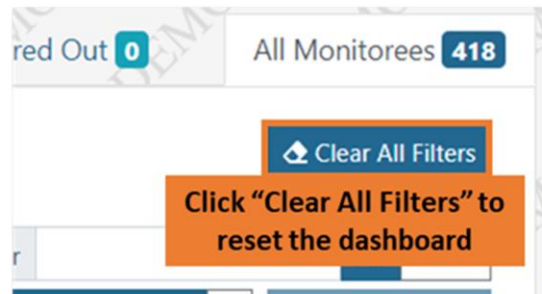 red Out 0
All Monitorees 418
Clear All Filters
Click "Clear All Filters" to
reset the dashboard
r